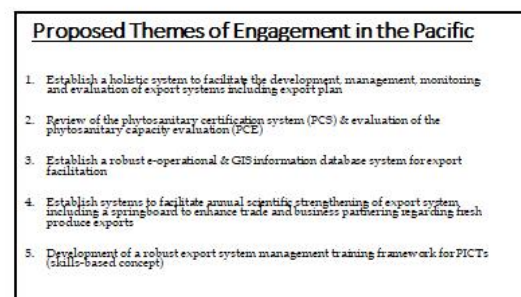 Proposed Themes of Engagement in the Pacific
1. Establish a holistic system to facilitate the development, management, monitoring
and evaluation of export systems including export plan
2. Review of the phytosanitary certification system (PCS) & evaluation of the
phytosanitary capacity evaluation (PCE)
3. Establish a robust e-operational & GIS information database system for export
facilitation
4. Establish systems to facilitate annual scientific strengthening of export system,
including a springboard to enhance trade and business partnering regarding fresh
produce exports
5. Development of a robust export system management training framework for PICTs
(skills-based concept)